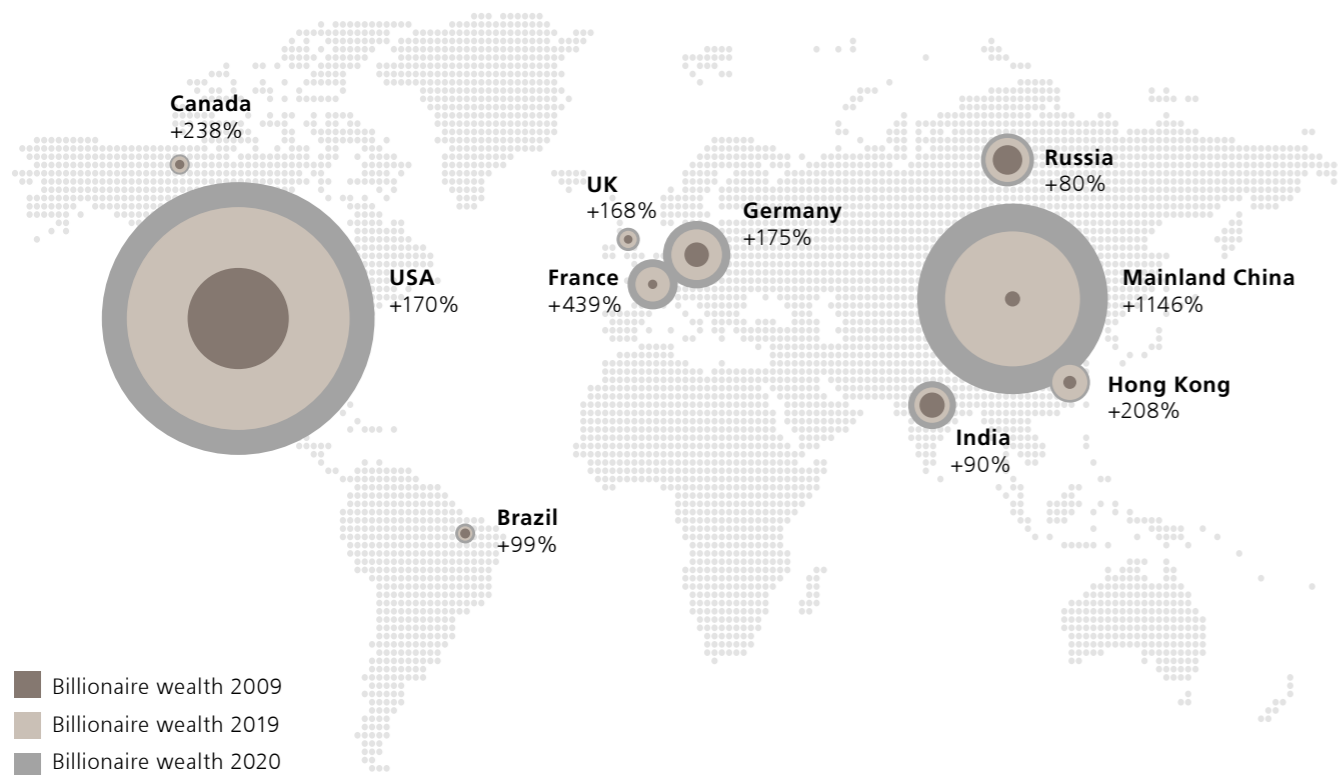 Canada
+238%
USA
+170%
UK
+168%
Germany
+175%
France
+439%
Russia
+80%
Mainland China
+1146%
Hong Kong
+208%
India
+90%
Brazil
+99%
Billionaire wealth 2009
Billionaire wealth 2019
Billionaire wealth 2020